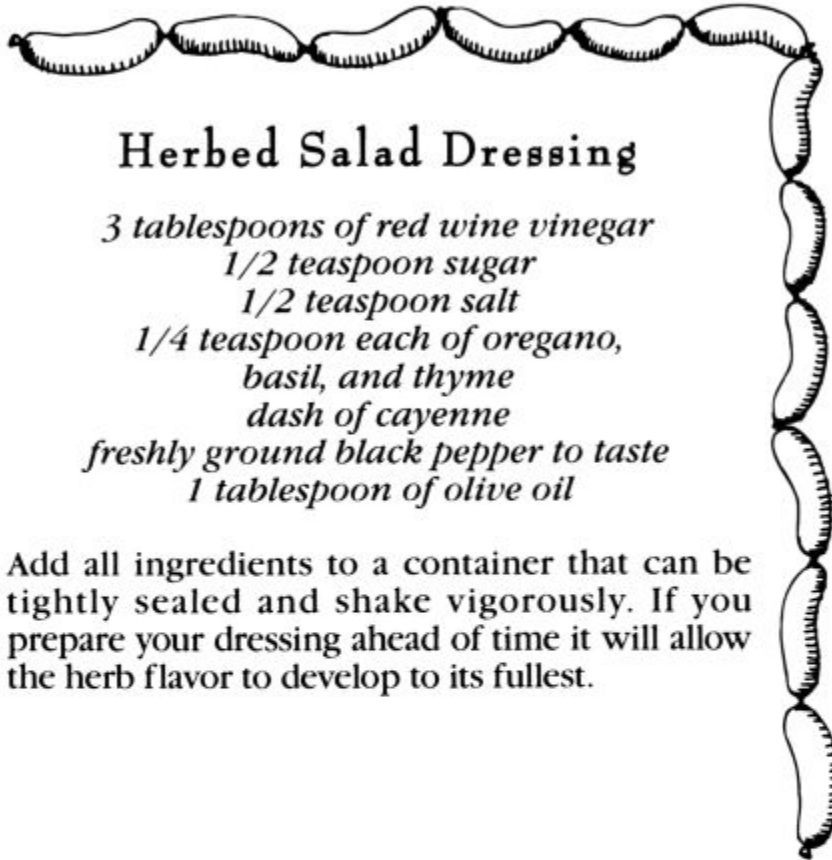 Herbed Salad Dressing
3 tablespoons of red wine vinegar
1/2 teaspoon sugar
1/2 teaspoon salt
1/4 teaspoon each of oregano,
basil, and thyme
dash of cayenne
freshly ground black pepper to taste
1 tablespoon of olive oil
Add all ingredients to a container that can be
tightly sealed and shake vigorously. If you
prepare your dressing ahead of time it will allow
the herb flavor to develop to its fullest.